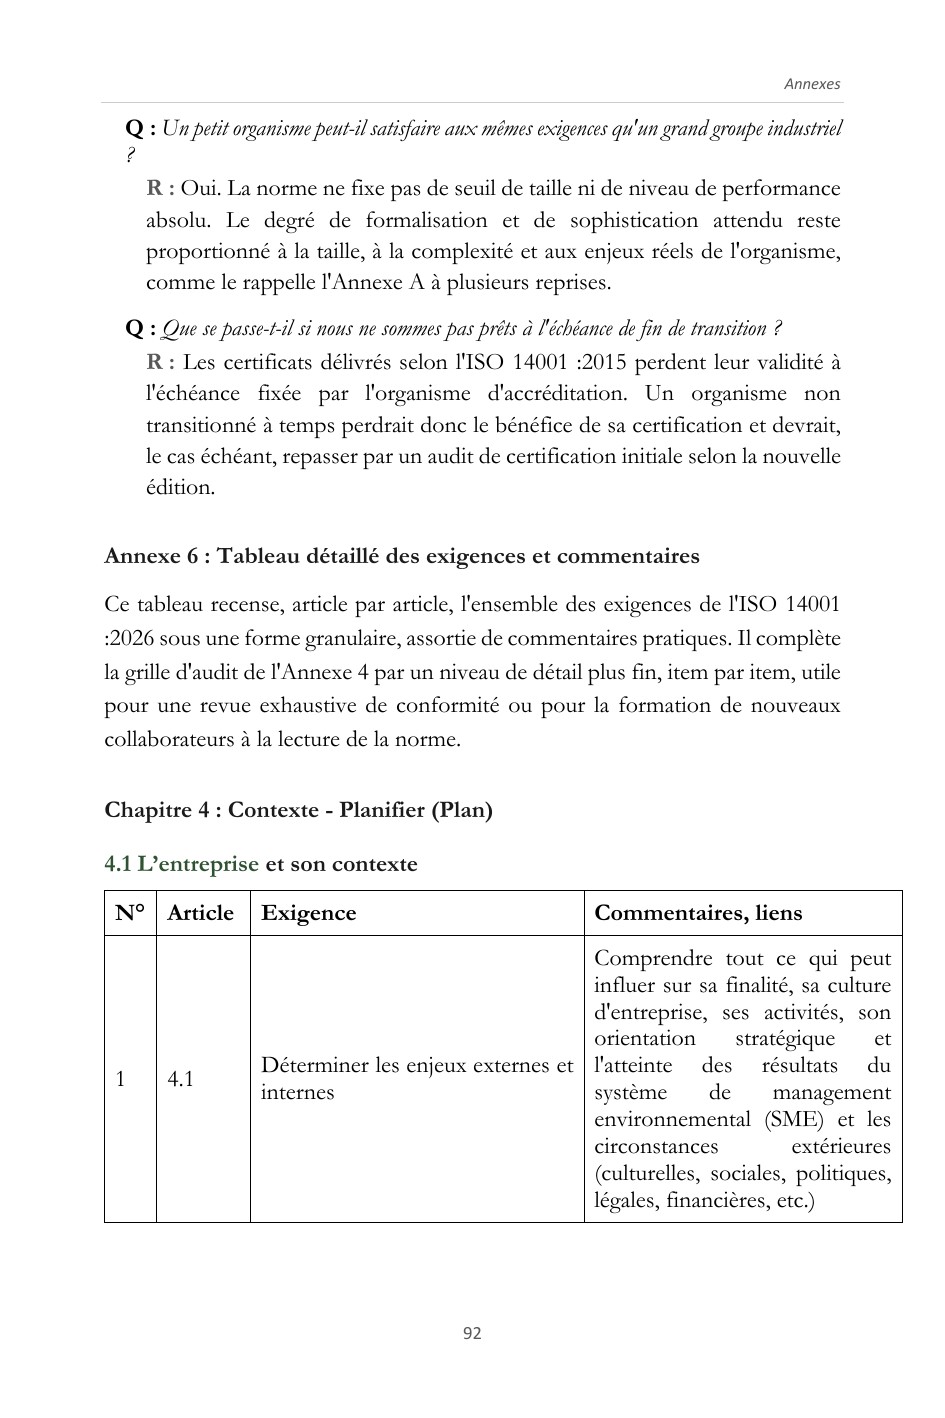 Annexes
Q : Un petit organisme peut-il satisfaire aux mêmes exigences qu'un grand groupe industriel
?
R : Oui. La norme ne fixe pas de seuil de taille ni de niveau de performance
absolu. Le degré de formalisation et de sophistication attendu reste
proportionné à la taille, à la complexité et aux enjeux réels de l'organisme,
comme le rappelle l'Annexe A à plusieurs reprises.
Q : Que se passe-t-il si nous ne sommes pas prêts à l'échéance de fin de transition ?
R : Les certificats délivrés selon l'ISO 14001 :2015 perdent leur validité à
l'échéance fixée par l'organisme d'accréditation. Un organisme non
transitionné à temps perdrait donc le bénéfice de sa certification et devrait,
le cas échéant, repasser par un audit de certification initiale selon la nouvelle
édition.
Annexe 6 : Tableau détaillé des exigences et commentaires
Ce tableau recense, article par article, l'ensemble des exigences de l'ISO 14001
:2026 sous une forme granulaire, assortie de commentaires pratiques. Il complète
la grille d'audit de l'Annexe 4 par un niveau de détail plus fin, item par item, utile
pour une revue exhaustive de conformité ou pour la formation de nouveaux
collaborateurs à la lecture de la norme.
Chapitre 4 : Contexte - Planifier (Plan)
4.1 L’entreprise et son contexte
N° Article Exigence Commentaires, liens
1 4.1 Déterminer les enjeux externes et
internes
Comprendre tout ce qui peut
influer sur sa finalité, sa culture
d'entreprise, ses activités, son
orientation stratégique et
l'atteinte des résultats du
système de management
environnemental (SME) et les
circonstances extérieures
(culturelles, sociales, politiques,
légales, financières, etc.)
92